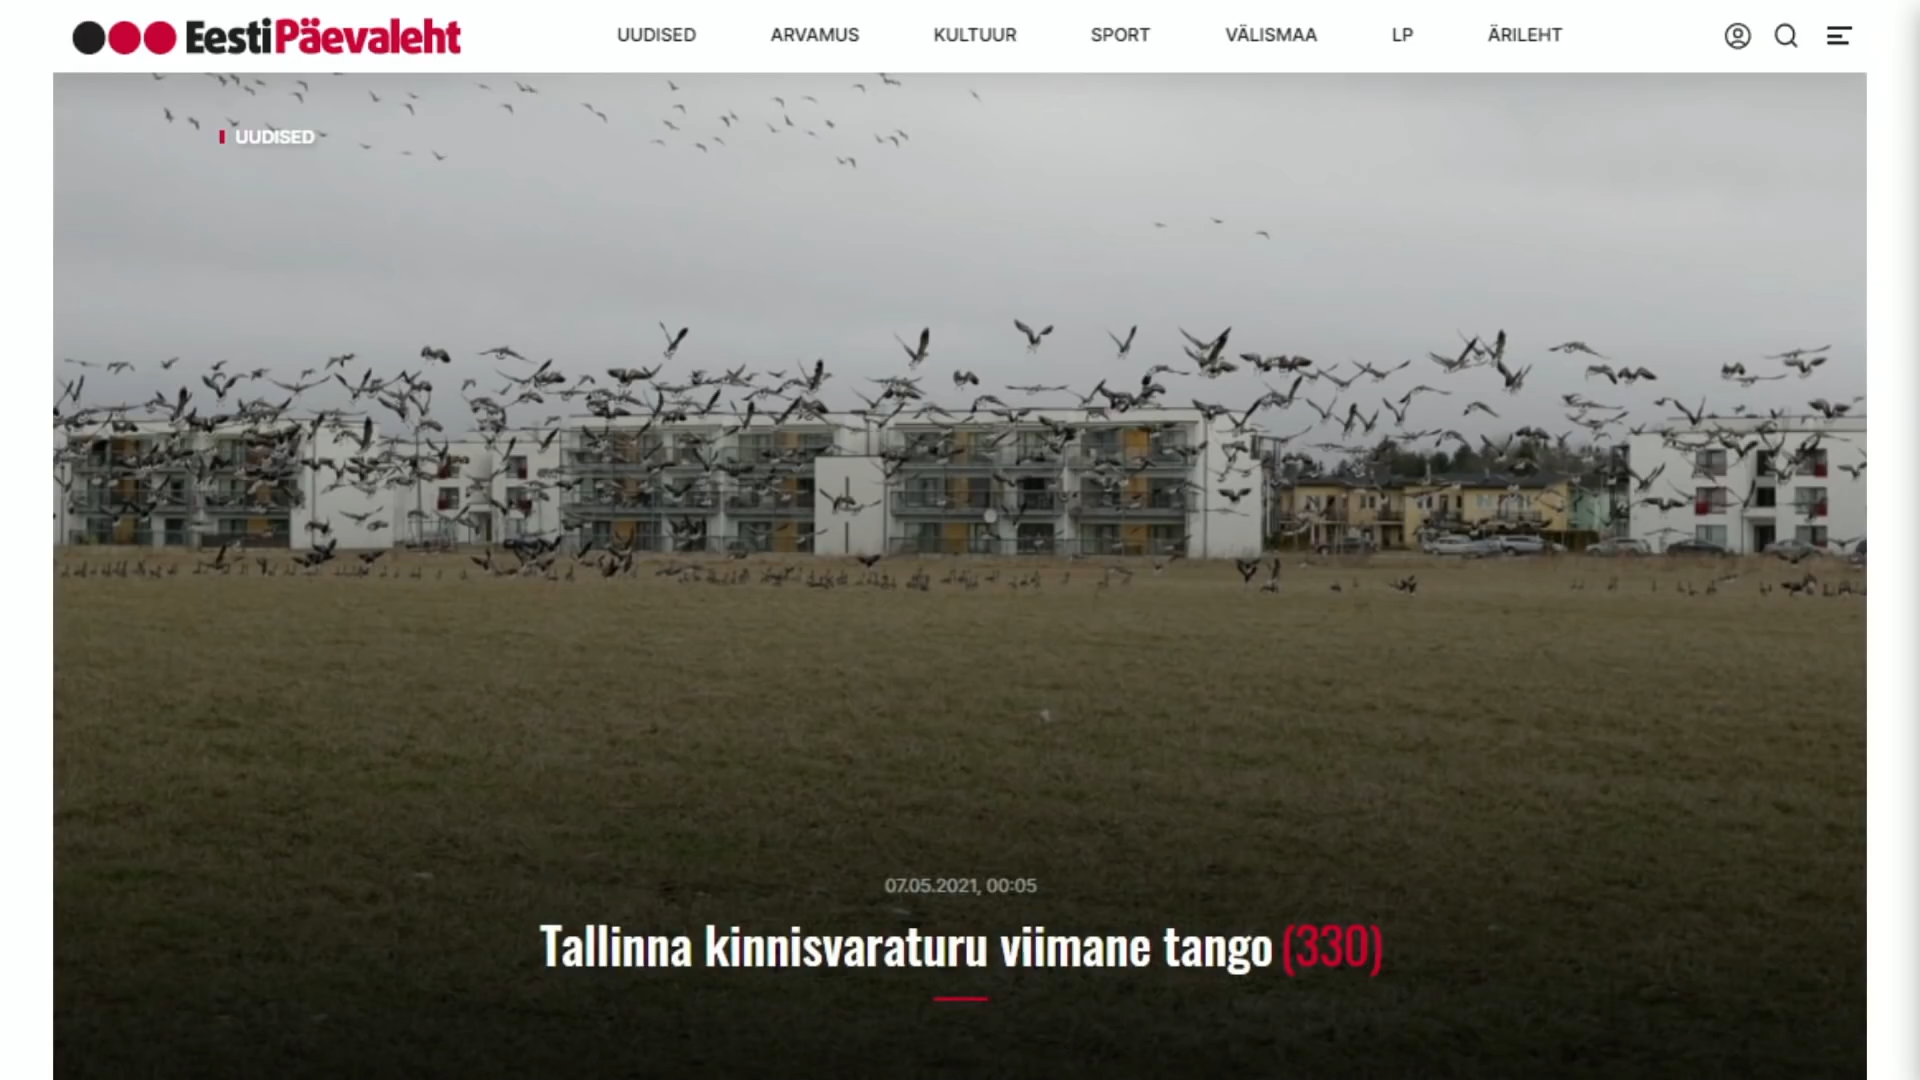 EestiPäevaleht
UUDISED
ARVAMUS
KULTUUR
SPORT
VÄLISMAA
LP
ÄRILEHT
UUDISED
07.05.2021, 00:05
Tallinna kinnisvaraturu viimane tango (330)